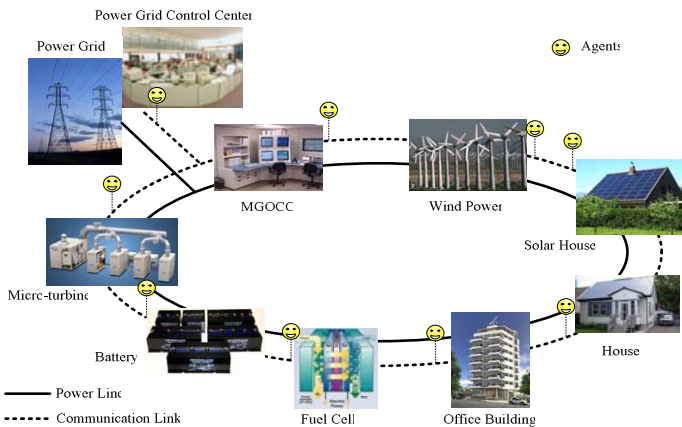 Power Grid Control Center
Power Grid
Agents
MGOCC
Wind Power
Solar House
Micro-turbine
House
Battery
Power Line
Communication Link
Fuel Cell
Office Building